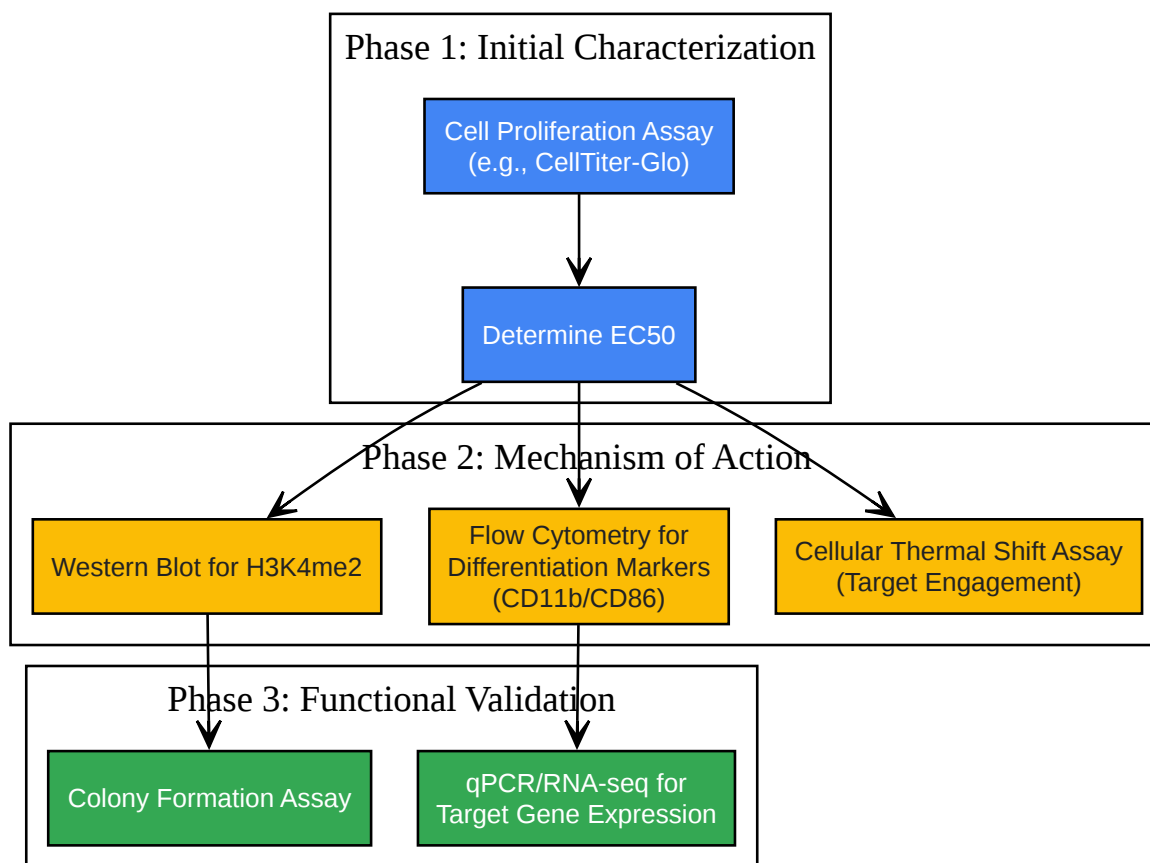 Phase 1: Initial Characterization
Cell Proliferation Assay
(e.g., CellTiter-Glo)
Determine EC50
Phase 2: Mechanism of Action
Western Blot for H3K4me2
Flow Cytometry for
Differentiation Markers
(CD11b/CD86)
Cellular Thermal Shift Assay
(Target Engagement)
Phase 3: Functional Validation
Colony Formation Assay
qPCR/RNA-seq for
Target Gene Expression